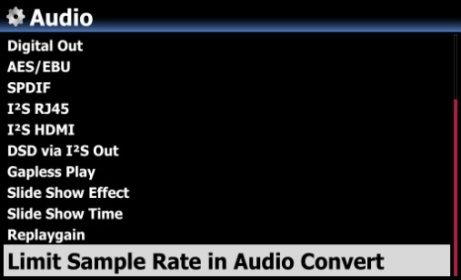 Audio
Digital Out
AES/EBU
SPDIF
I²S RJ45
I²S HDMI
DSD via I²S Out
Gapless Play
Slide Show Effect
Slide Show Time
Replaygain
Limit Sample Rate in Audio Convert